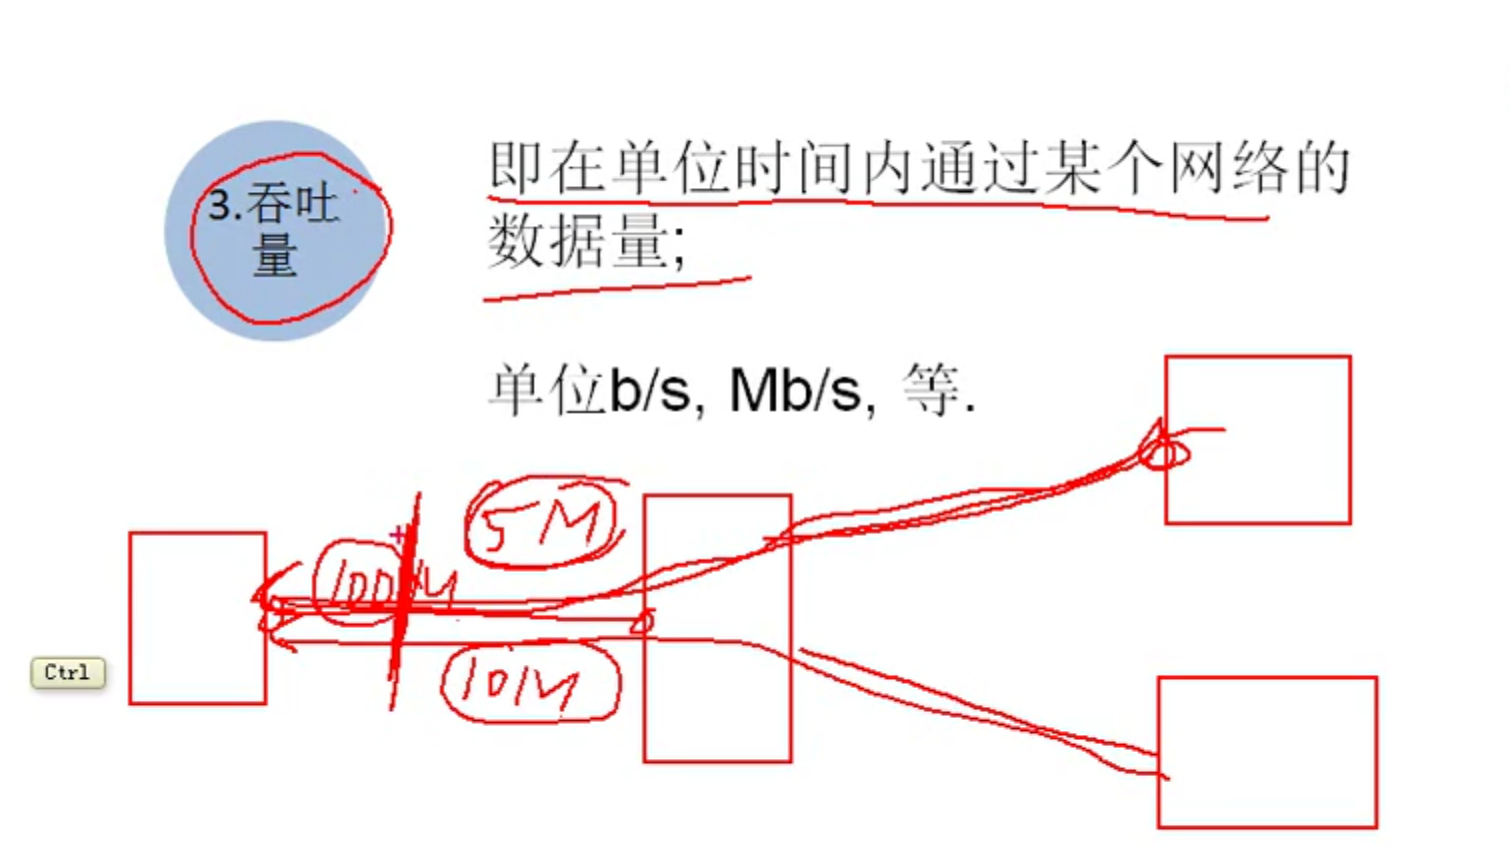 3.吞吐
量
即在单位时间内通过某个网络的
数据量;
单位b/s, Mb/s, 等.
5M
100M
10M
Ctrl